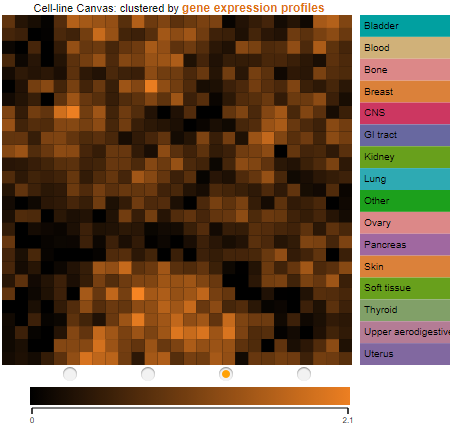 Cell-line Canvas: clustered by gene expression profiles
Bladder
Blood
Bone
Breast
CNS
GI tract
Kidney
Lung
Other
Ovary
Pancreas
Skin
Soft tissue
Thyroid
Upper aerodigestive
Uterus
0 2.1